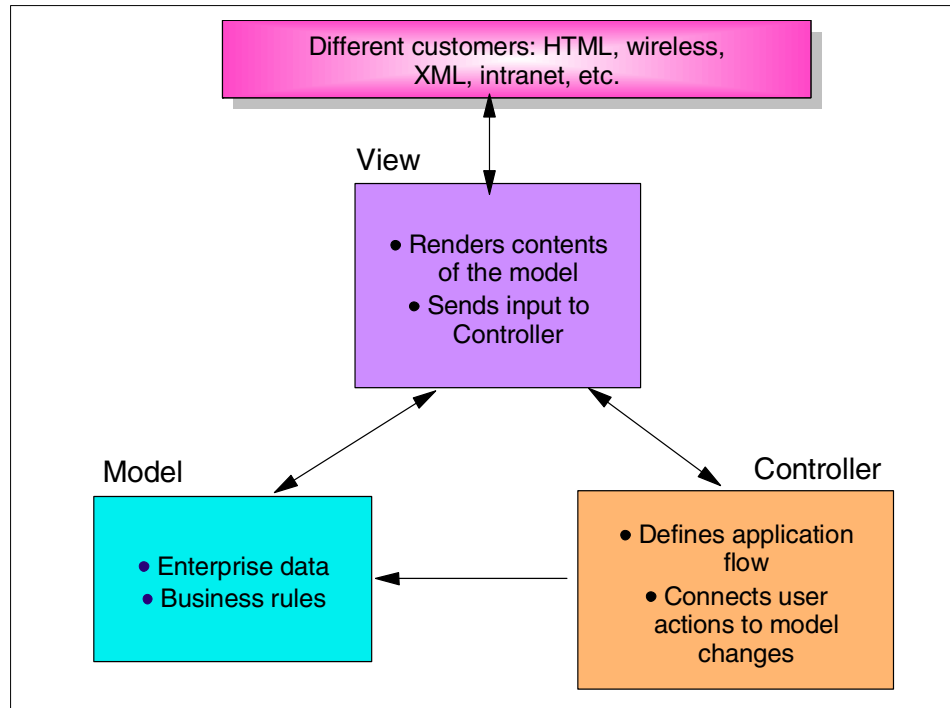 Different customers: HTML, wireless,
XML, intranet, etc.
View
● Renders contents
of the model
● Sends input to
Controller
Model
● Enterprise data
● Business rules
Controller
● Defines application
flow
● Connects user
actions to model
changes